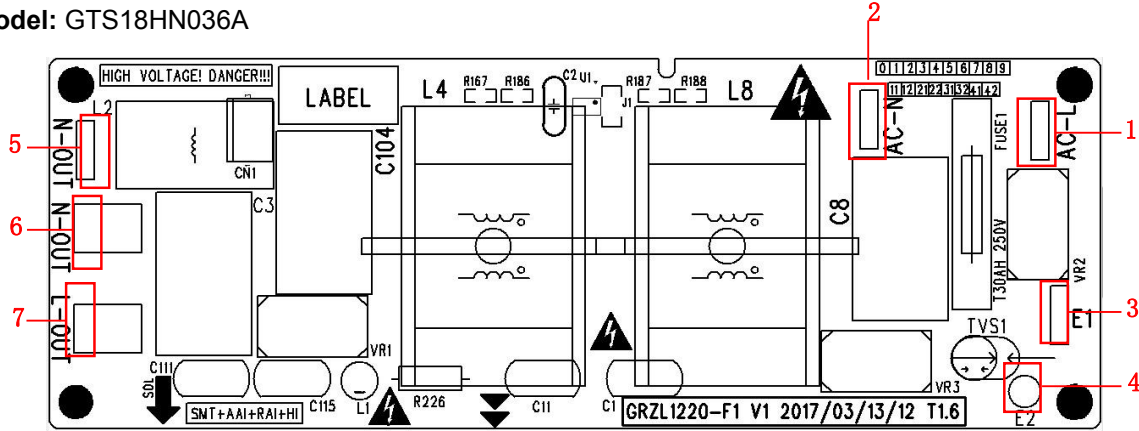 odel: GTS18HN036A
2
HIGH VOLTAGE! DANGER!!!
0 1 2 3 4 5 6 7 8 9
11 12 21 22 31 32 41 42
LABEL
L4
R167
R186
C2
U1
J1
R187
R188
L8
AC-N
FUSE1
AC-L
1
L2
N-OUT
5
CN1
C104
C3
C8
N-OUT
6
T30AH 250V
VR2
L-OUT
7
E1
3
TVS1
C111
VR1
SDL
SMT+AAI+RAI+HI
C115
L1
R226
C11
C1
GRZL1220-F1 V1 2017/03/13/12 T1.6
VR3
E2
4